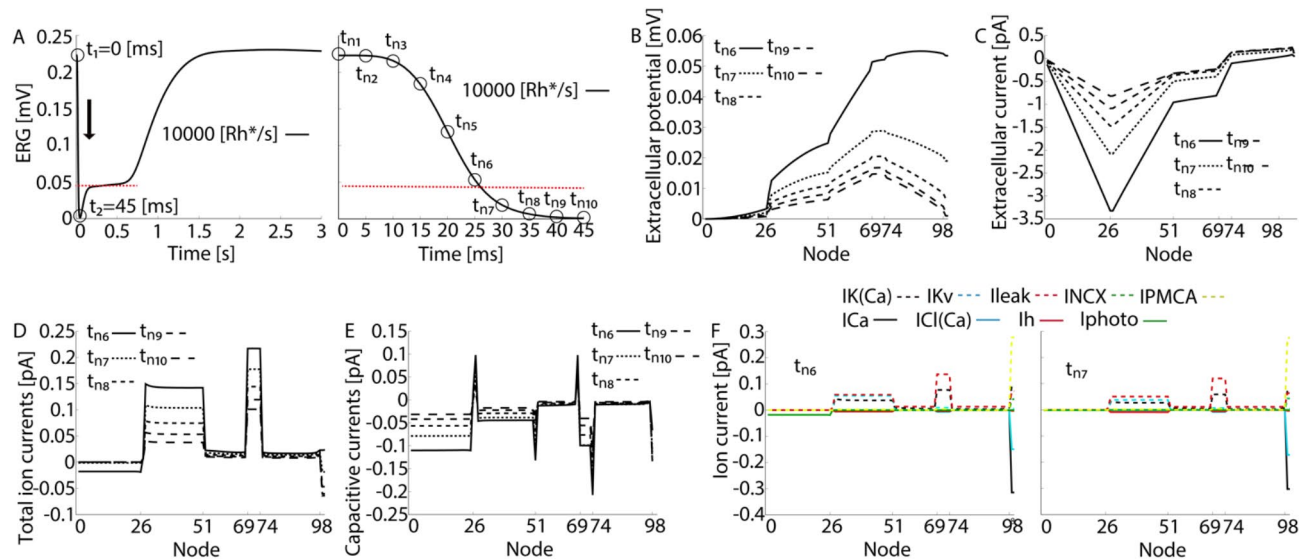 A
0.25
0.2
0.15
0.1
0.05
0
ERG [mV]
t1=0 [ms]
10000 [Rh*/s]
t2=45 [ms]
0 0.5 1 1.5 2 2.5 3
Time [s]
tn1
tn2
tn3
tn4
tn5
tn6
tn7
tn8
tn9
tn10
10000 [Rh*/s]
0 5 10 15 20 25 30 35 40 45
Time [ms]
B
Extracellular potential [mV]
0.06
0.05
0.04
0.03
0.02
0.01
0
tn6 tn9
tn7 tn10
tn8
0 26 51 6974 98
Node
C
Extracellular current [pA]
0.5
0
-0.5
-1
-1.5
-2
-2.5
-3
-3.5
tn6 tn9
tn7 tn10
tn8
0 26 51 6974 98
Node
D
Total ion currents [pA]
0.25
0.2
0.15
0.1
0.05
0
-0.05
-0.1
tn6 tn9
tn7 tn10
tn8
0 26 51 6974 98
Node
E
Capacitive currents [pA]
0.15
0.1
0.05
0
-0.05
-0.1
-0.15
-0.2
-0.25
tn6 tn9
tn7 tn10
tn8
0 26 51 6974 98
Node
IK(Ca) IKv Ileak INCX IPMCA
ICa ICl(Ca) Ih Iphoto
F
Ion current [pA]
0.3
0.2
0.1
0
-0.1
-0.2
-0.3
-0.4
tn6
0 26 51 6974 98
Node
tn7
0 26 51 6974 98
Node